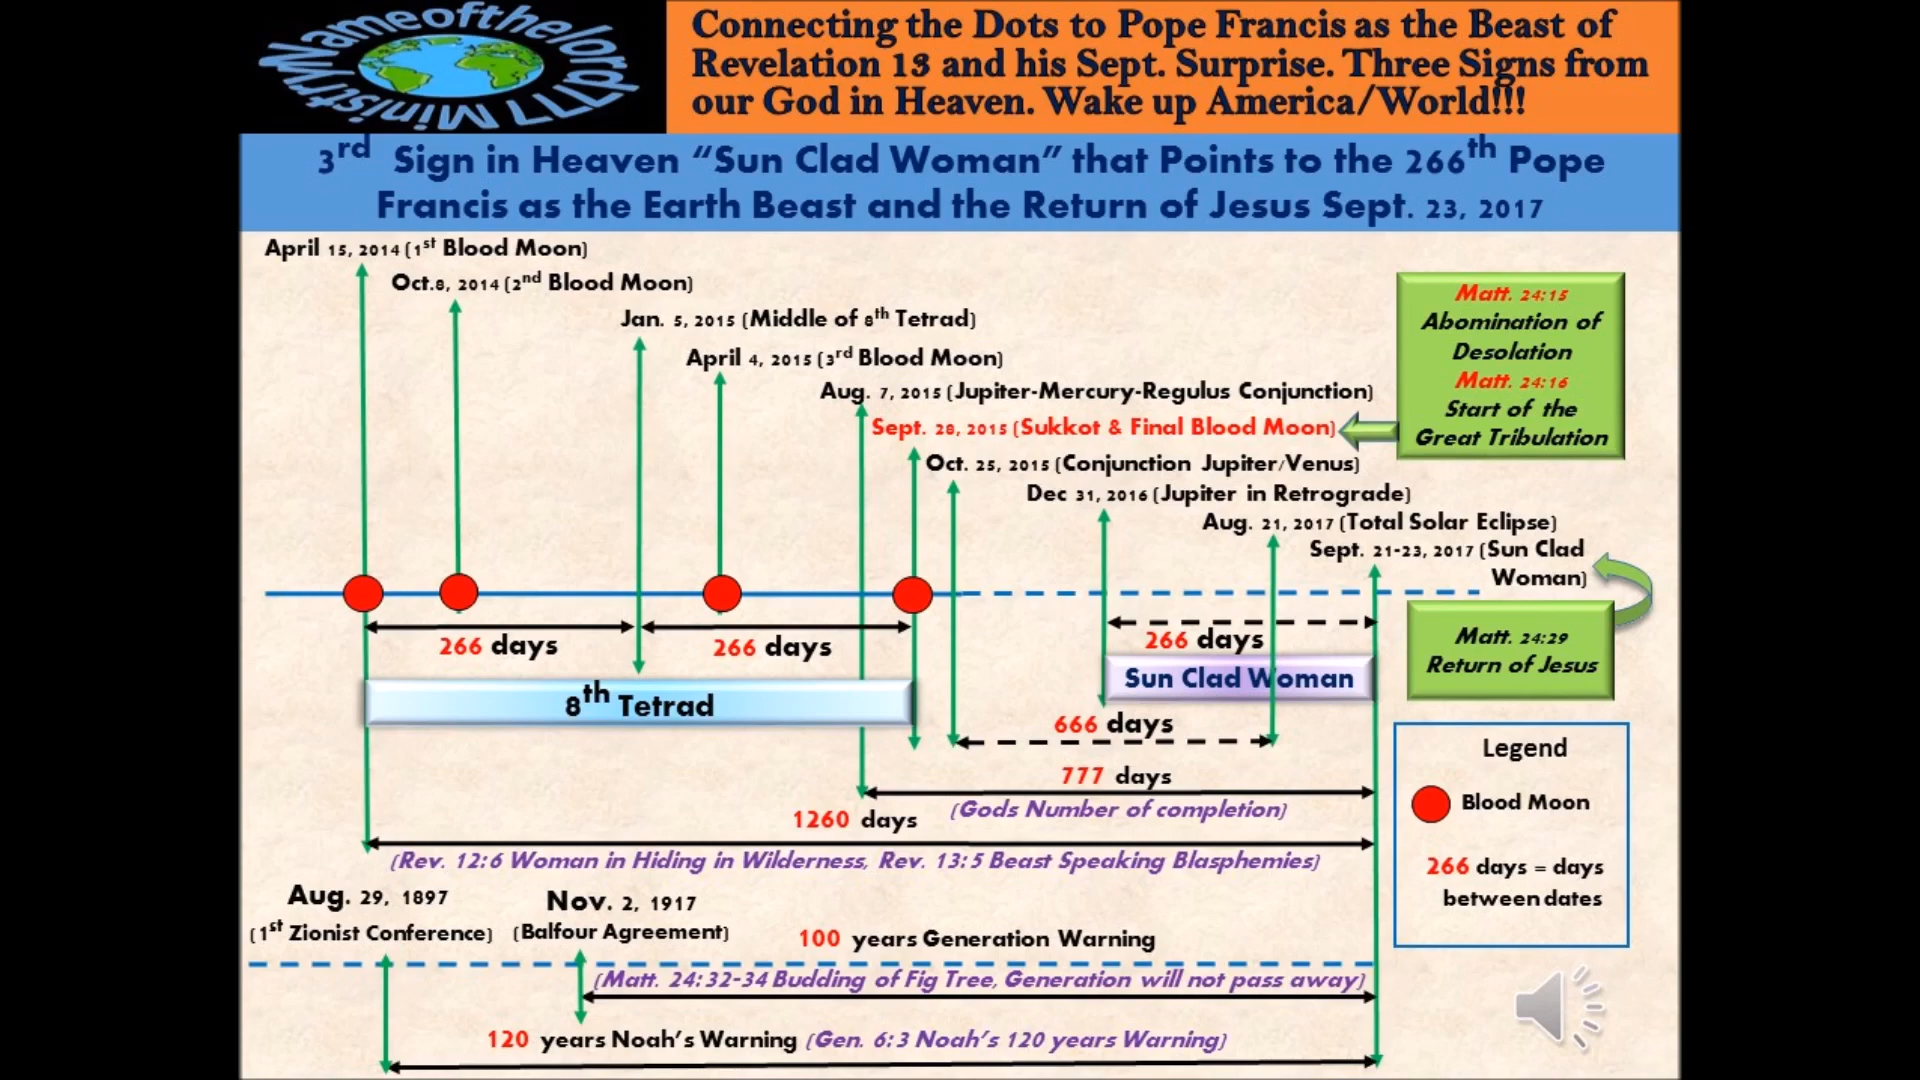 Nameofthelord777 Ministry
Connecting the Dots to Pope Francis as the Beast of
Revelation 13 and his Sept. Surprise. Three Signs from
our God in Heaven. Wake up America/World!!!
3rd Sign in Heaven “Sun Clad Woman” that Points to the 266th Pope
Francis as the Earth Beast and the Return of Jesus Sept. 23, 2017
April 15, 2014 (1st Blood Moon)
Oct.8, 2014 (2nd Blood Moon)
Jan. 5, 2015 (Middle of 8th Tetrad)
April 4, 2015 (3rd Blood Moon)
Aug. 7, 2015 (Jupiter-Mercury-Regulus Conjunction)
Sept. 28, 2015 (Sukkot & Final Blood Moon)
Oct. 25, 2015 (Conjunction Jupiter/Venus)
Dec 31, 2016 (Jupiter in Retrograde)
Aug. 21, 2017 (Total Solar Eclipse)
Sept. 21-23, 2017 (Sun Clad
Woman)
Matt. 24:15
Abomination of
Desolation
Matt. 24:16
Start of the
Great Tribulation
Matt. 24:29
Return of Jesus
266 days
266 days
266 days
8th Tetrad
Sun Clad Woman
666 days
777 days
(Gods Number of completion)
1260 days
(Rev. 12:6 Woman in Hiding in Wilderness, Rev. 13:5 Beast Speaking Blasphemies)
Legend
Blood Moon
266 days = days
between dates
Aug. 29, 1897
(1st Zionist Conference)
Nov. 2, 1917
(Balfour Agreement)
100 years Generation Warning
(Matt. 24:32-34 Budding of Fig Tree, Generation will not pass away)
120 years Noah’s Warning (Gen. 6:3 Noah’s 120 years Warning)